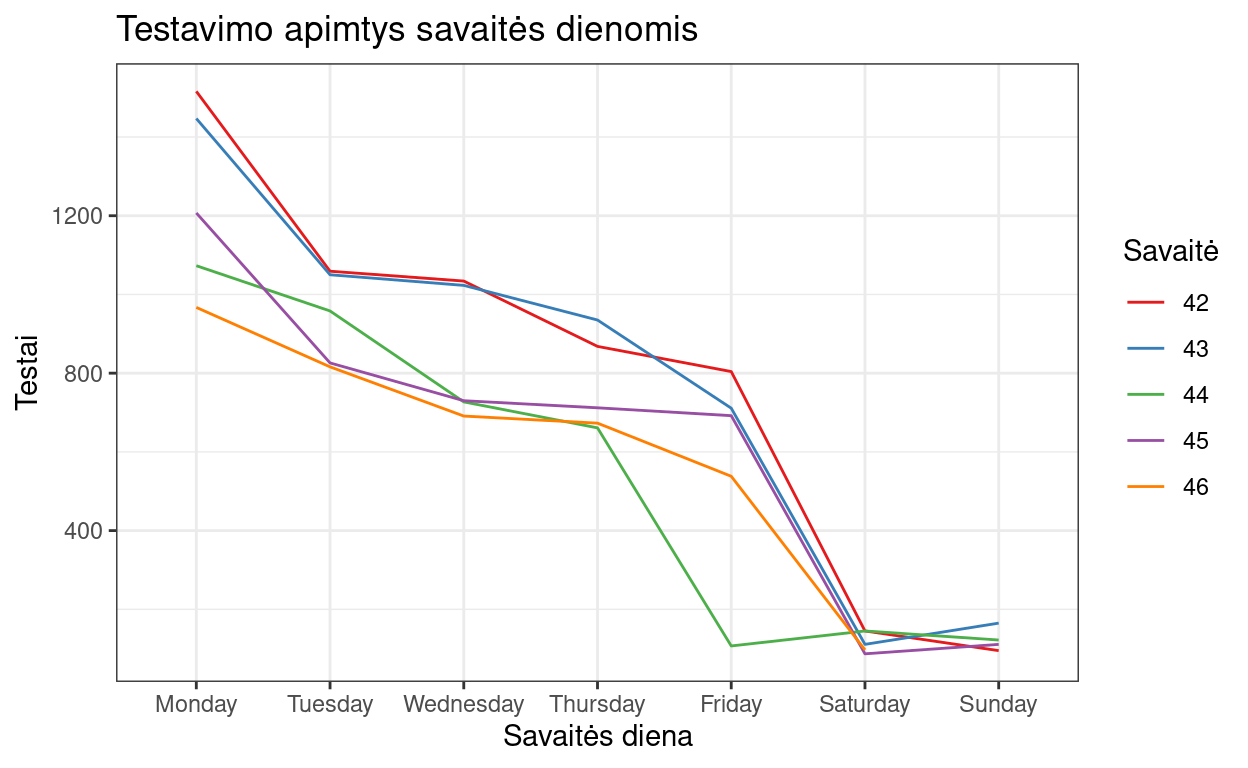 Testavimo apimtys savaitės dienomis
Testai
1200
800
400
Monday Tuesday Wednesday Thursday Friday Saturday Sunday
Savaitės diena
Savaitė
42
43
44
45
46